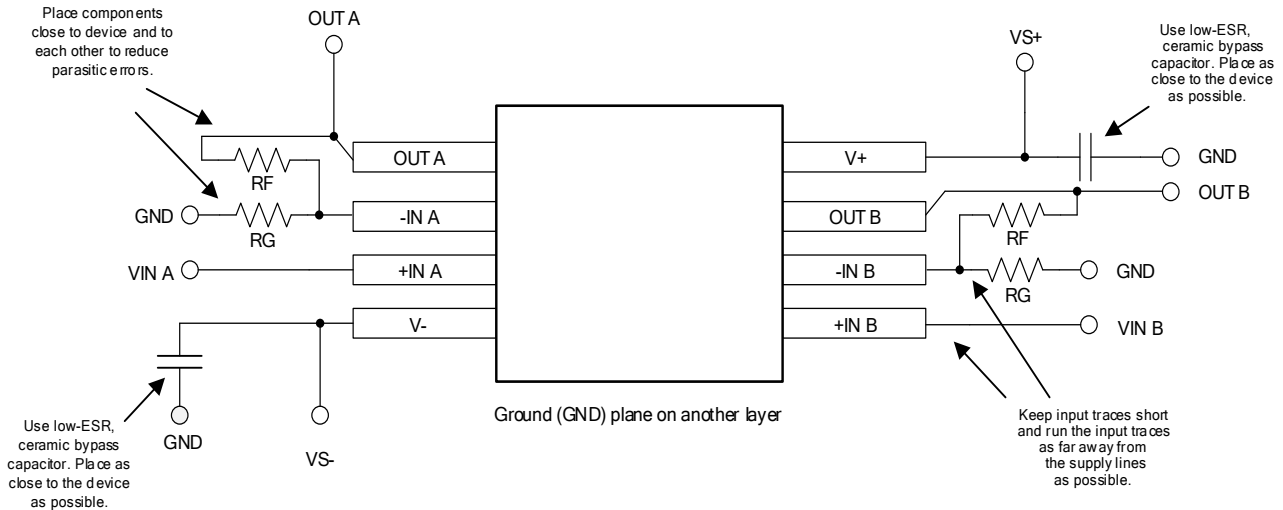 Place components
close to device and to
each other to reduce
parasitic errors.
OUT A
VS+
Use low-ESR,
ceramic bypass
capacitor. Place as
close to the device
as possible.
OUT A
V+
GND
RF
OUT B
GND
RG
-IN A
OUT B
RF
VIN A
+IN A
-IN B
RG
GND
V-
+IN B
VIN B
Use low-ESR,
ceramic bypass
capacitor. Place as
close to the device
as possible.
GND
VS-
Ground (GND) plane on another layer
Keep input traces short
and run the input traces
as far away from
the supply lines
as possible.